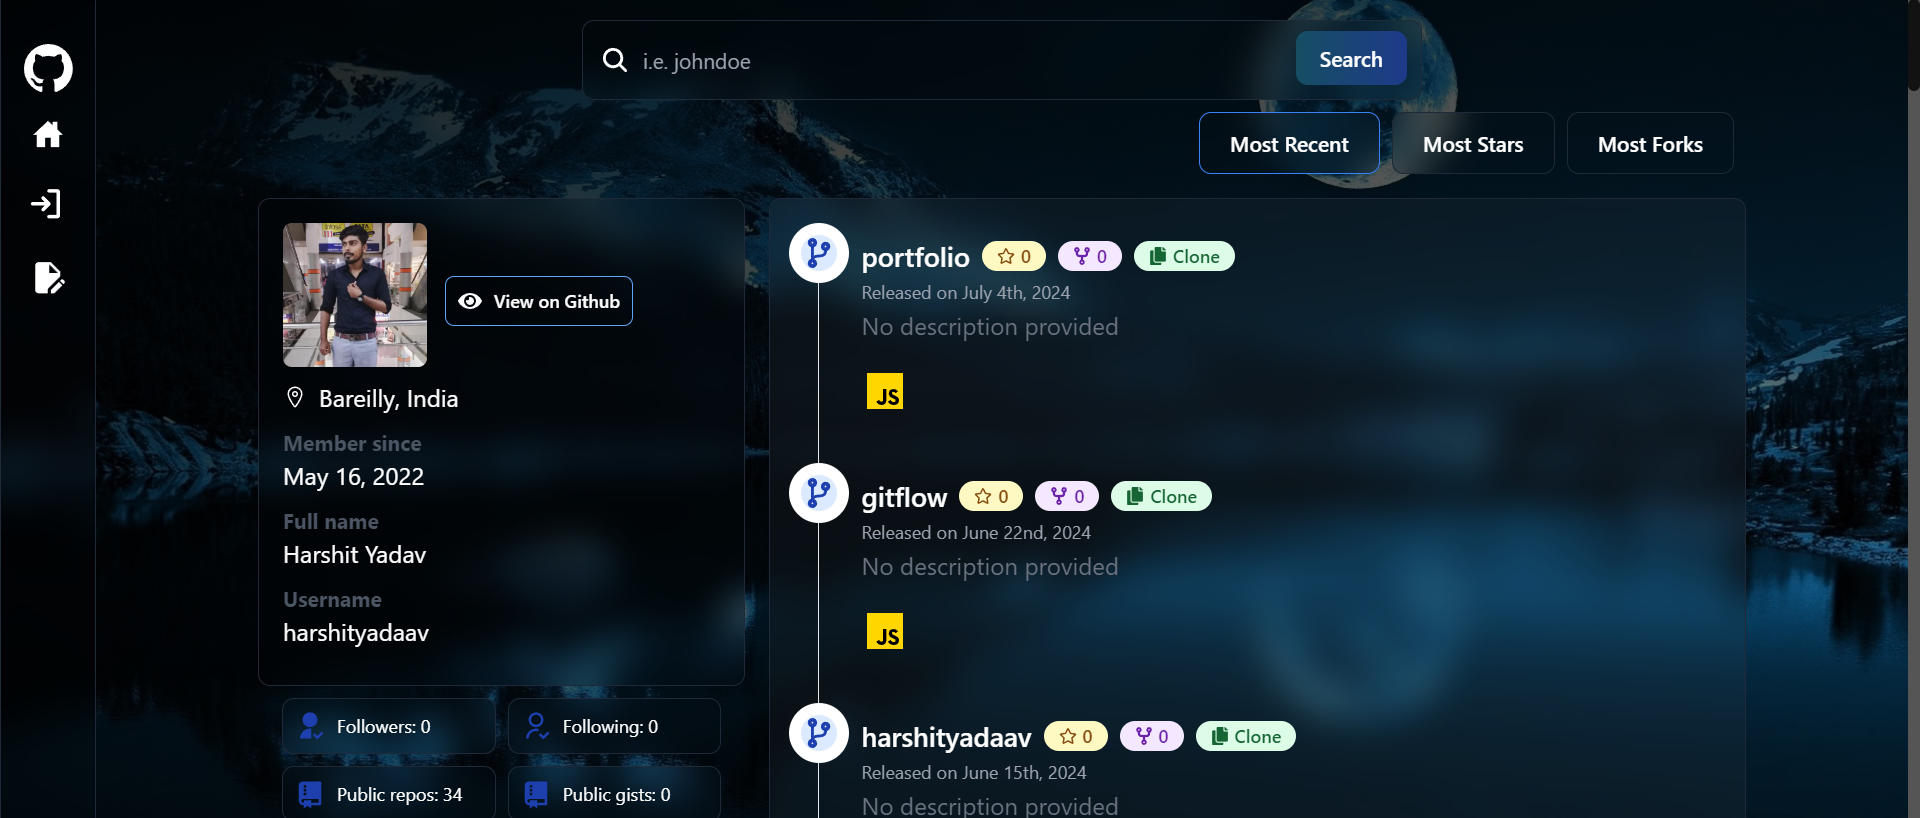 i.e. johndoe
Search
Most Recent
Most Stars
Most Forks
View on Github
Bareilly, India
Member since
May 16, 2022
Full name
Harshit Yadav
Username
harshityadaav
Followers: 0
Following: 0
Public repos: 34
Public gists: 0
portfolio 0 0 Clone
Released on July 4th, 2024
No description provided
JS
gitflow 0 0 Clone
Released on June 22nd, 2024
No description provided
JS
harshityadaav 0 0 Clone
Released on June 15th, 2024
No description provided